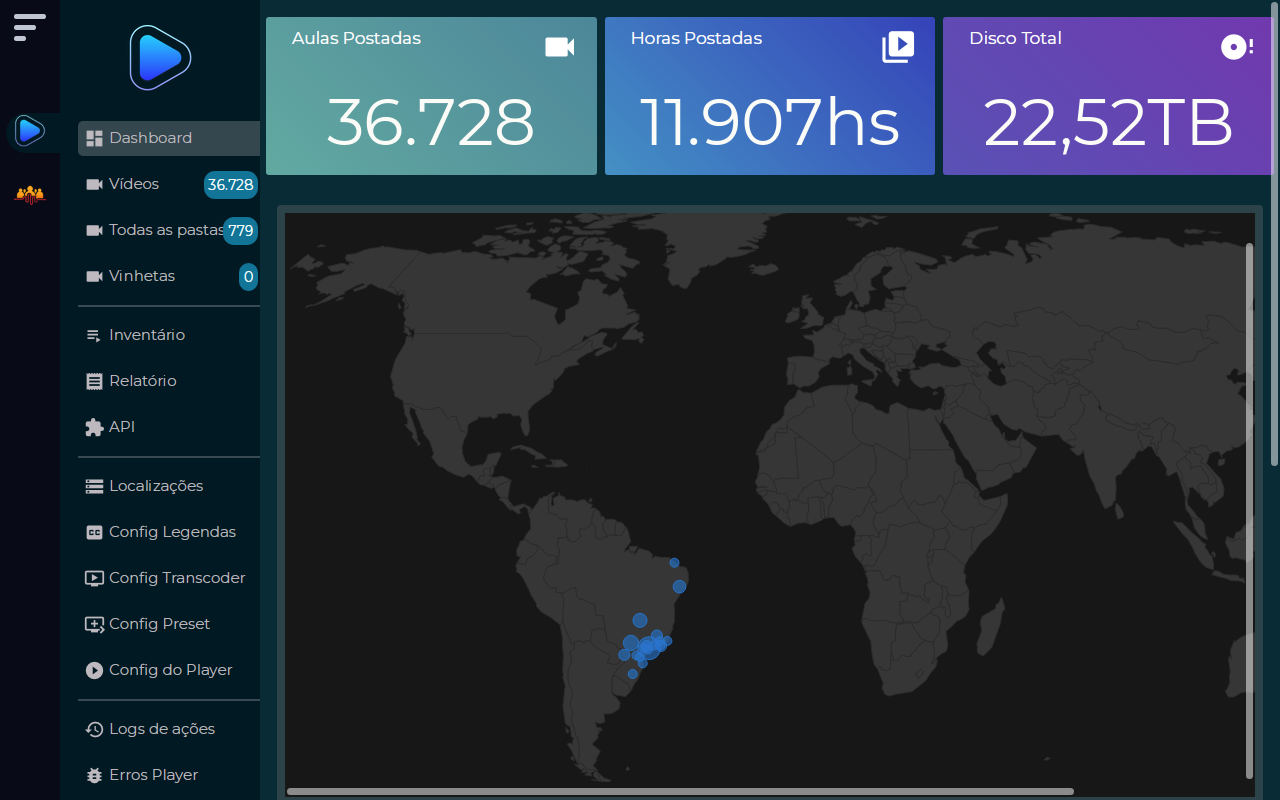 Dashboard
Vídeos 36.728
Todas as pastas 779
Vinhetas 0
Inventário
Relatório
API
Localizações
Config Legendas
Config Transcoder
Config Preset
Config do Player
Logs de ações
Erros Player
Aulas Postadas
36.728
Horas Postadas
11.907hs
Disco Total
22,52TB